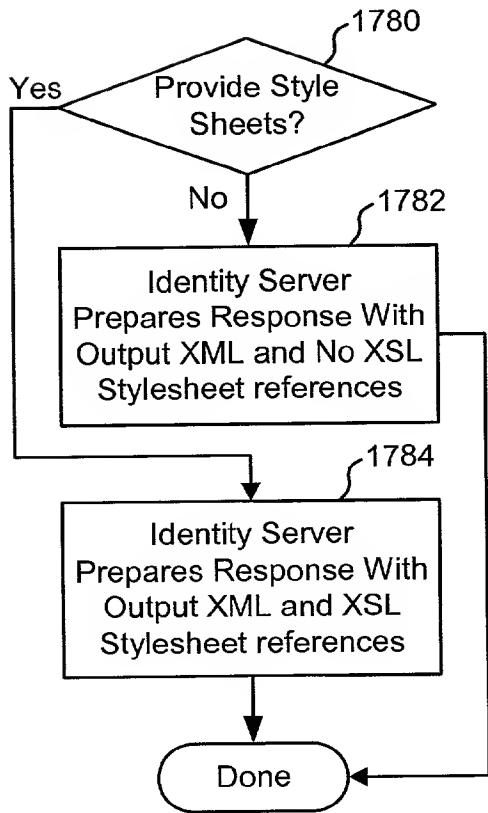 1780
Yes
Provide Style
Sheets?
No
1782
Identity Server
Prepares Response With
Output XML and No XSL
Stylesheet references
1784
Identity Server
Prepares Response With
Output XML and XSL
Stylesheet references
Done